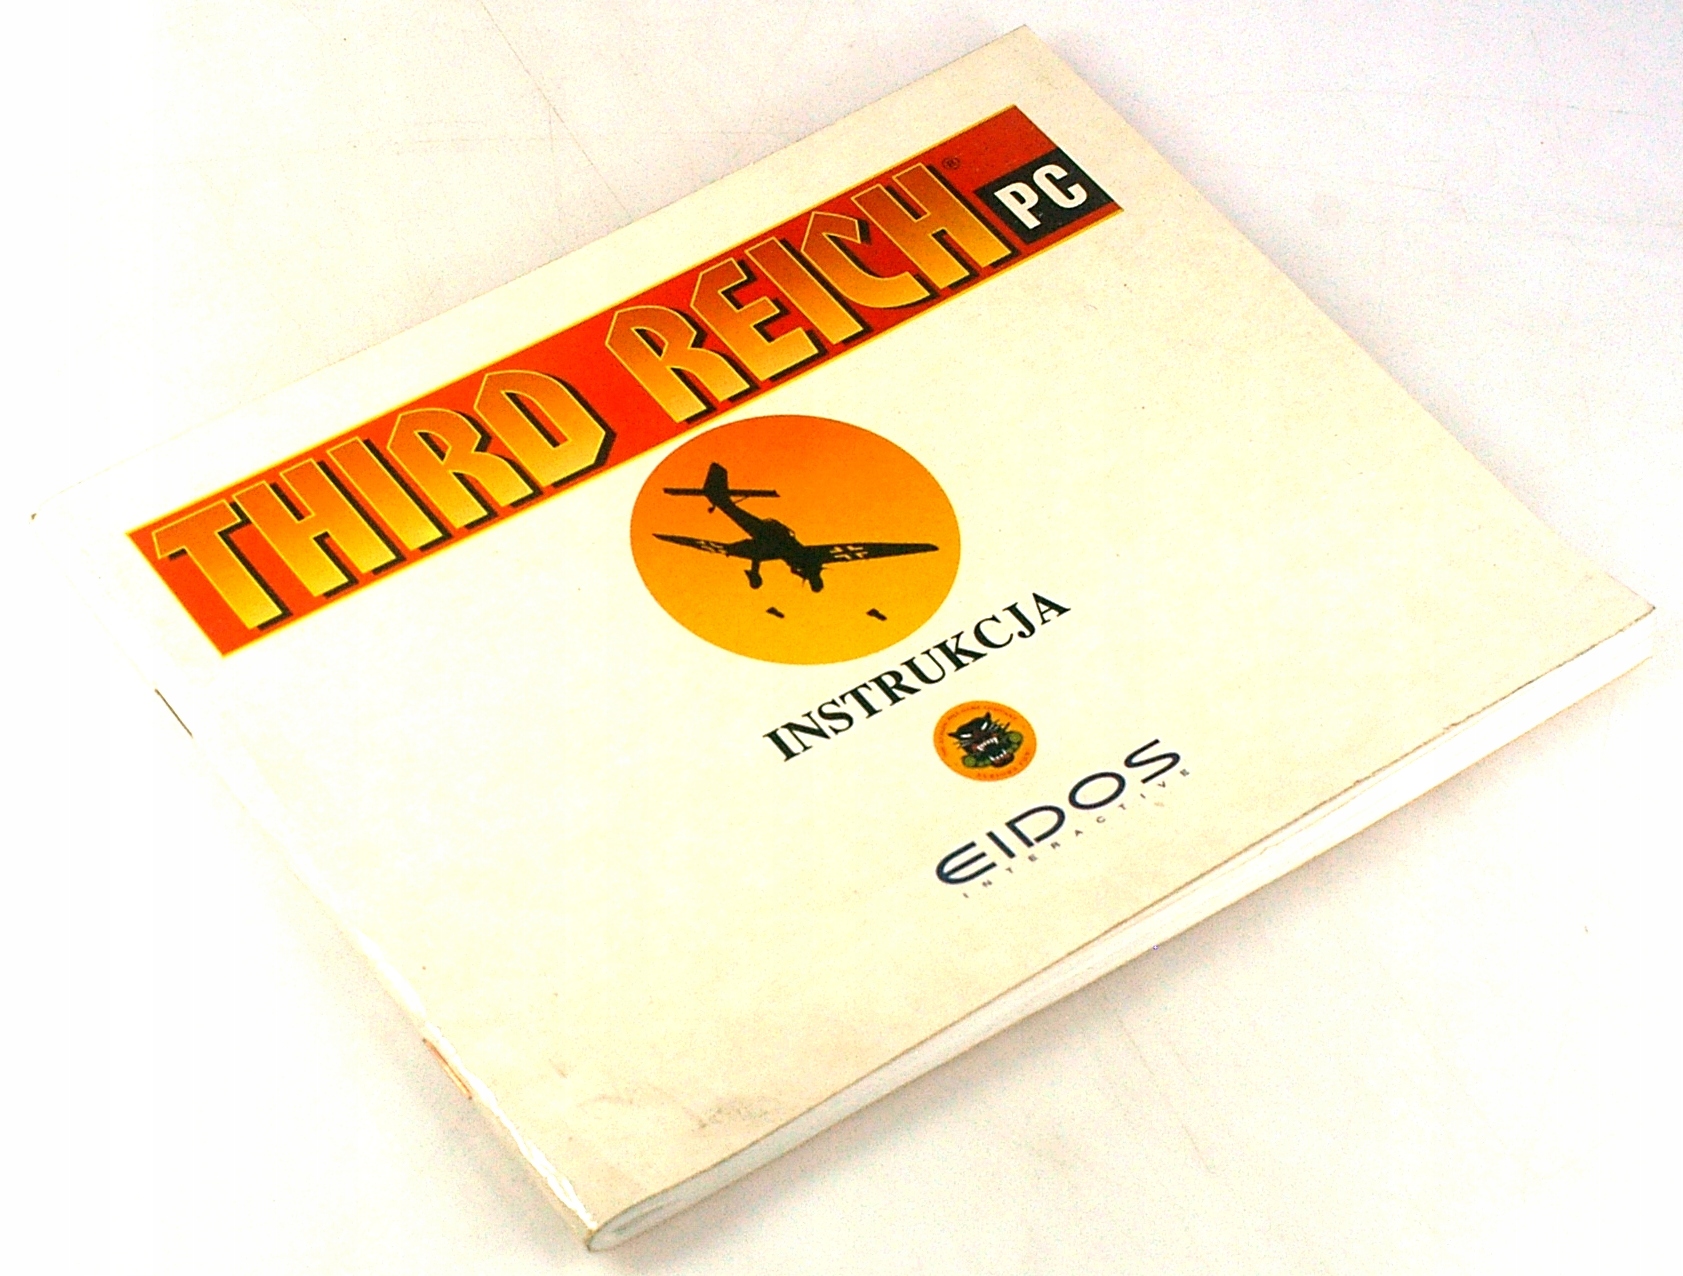 THIRD REICH®
PC
INSTRUKCJA
EIDOS
INTERACTIVE